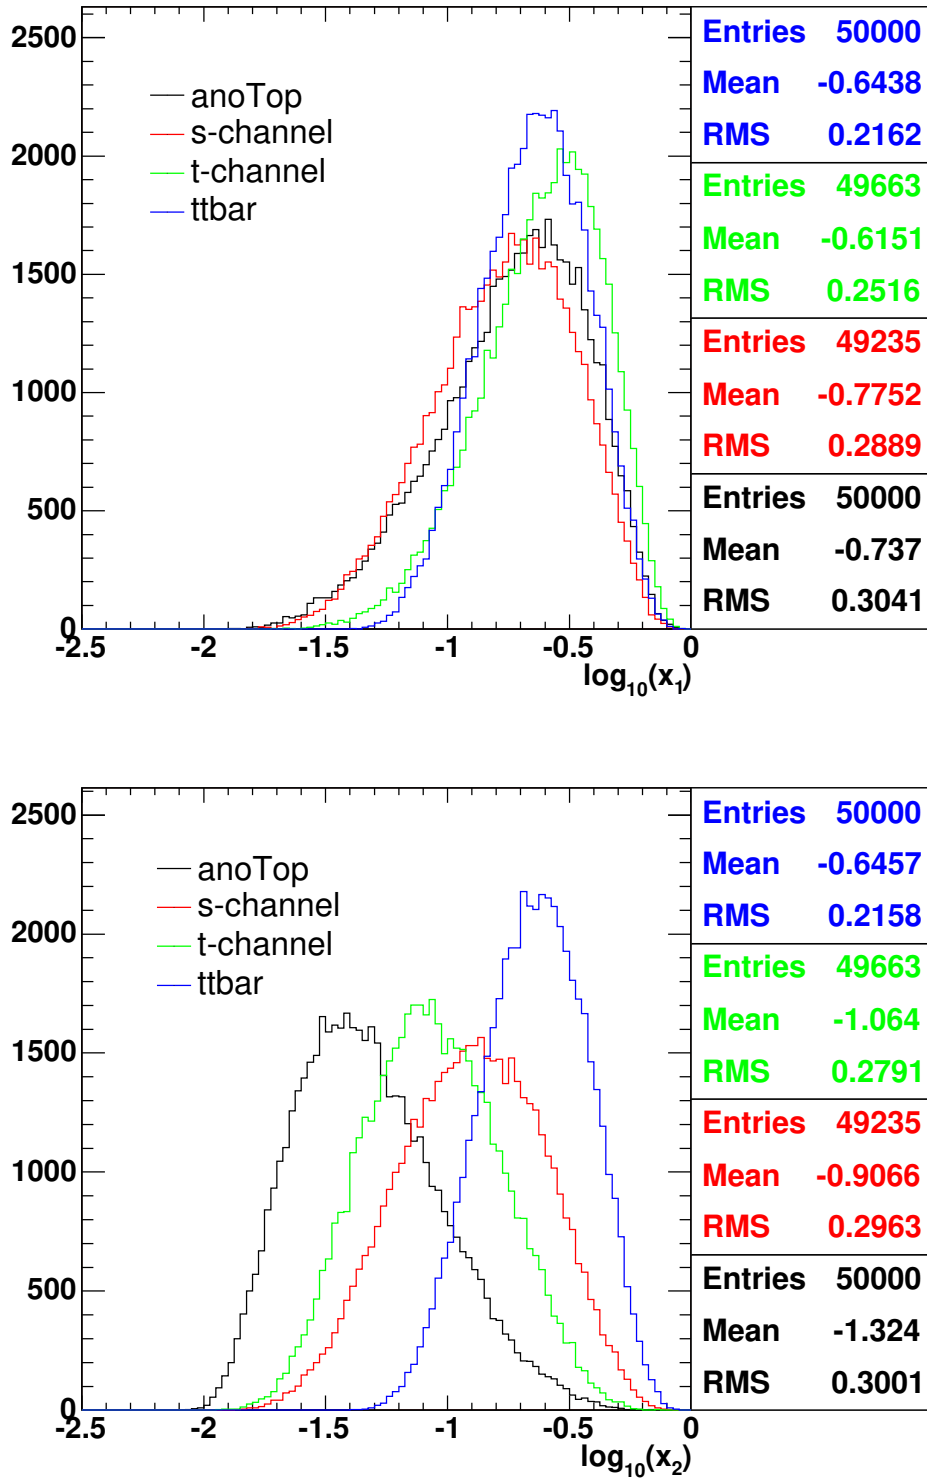 2500
2000
1500
1000
500
0
anoTop
s-channel
t-channel
ttbar
-2.5 -2 -1.5 -1 -0.5 0
log10(x1)
Entries 50000
Mean -0.6438
RMS 0.2162
Entries 49663
Mean -0.6151
RMS 0.2516
Entries 49235
Mean -0.7752
RMS 0.2889
Entries 50000
Mean -0.737
RMS 0.3041
2500
2000
1500
1000
500
0
anoTop
s-channel
t-channel
ttbar
-2.5 -2 -1.5 -1 -0.5 0
log10(x2)
Entries 50000
Mean -0.6457
RMS 0.2158
Entries 49663
Mean -1.064
RMS 0.2791
Entries 49235
Mean -0.9066
RMS 0.2963
Entries 50000
Mean -1.324
RMS 0.3001